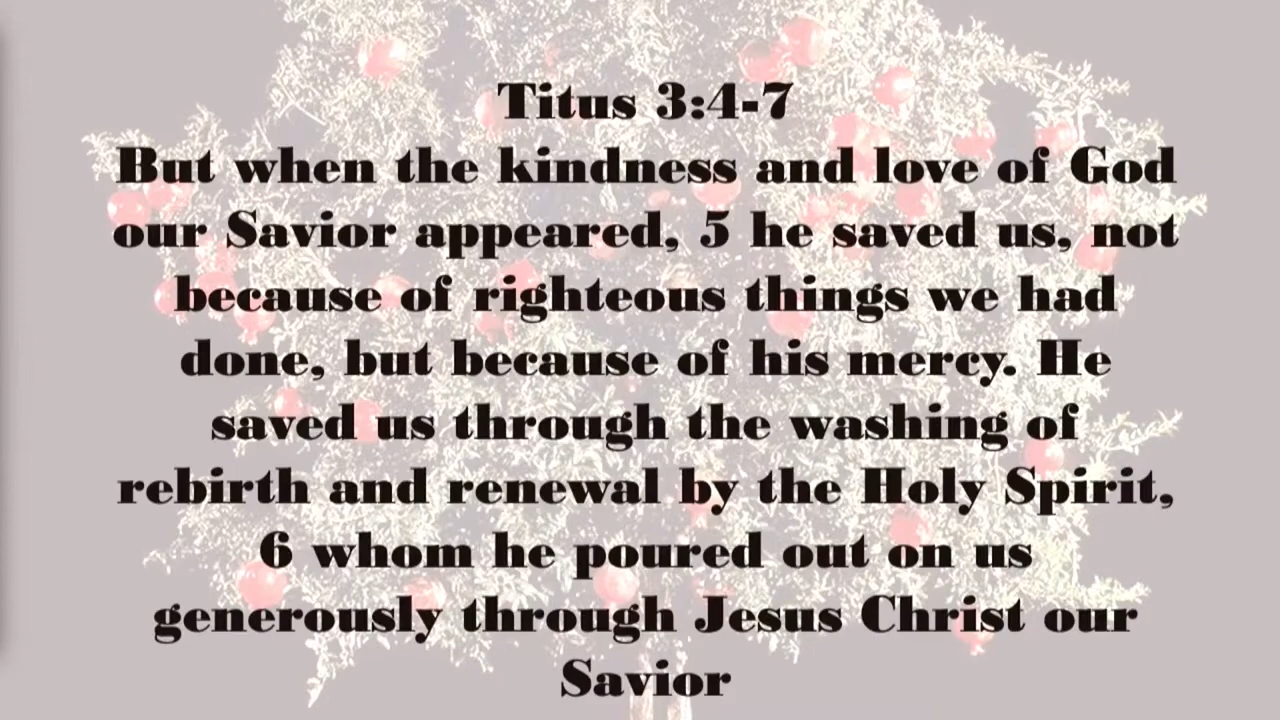 Titus 3:4-7
But when the kindness and love of God
our Savior appeared, 5 he saved us, not
because of righteous things we had
done, but because of his mercy. He
saved us through the washing of
rebirth and renewal by the Holy Spirit,
6 whom he poured out on us
generously through Jesus Christ our
Savior